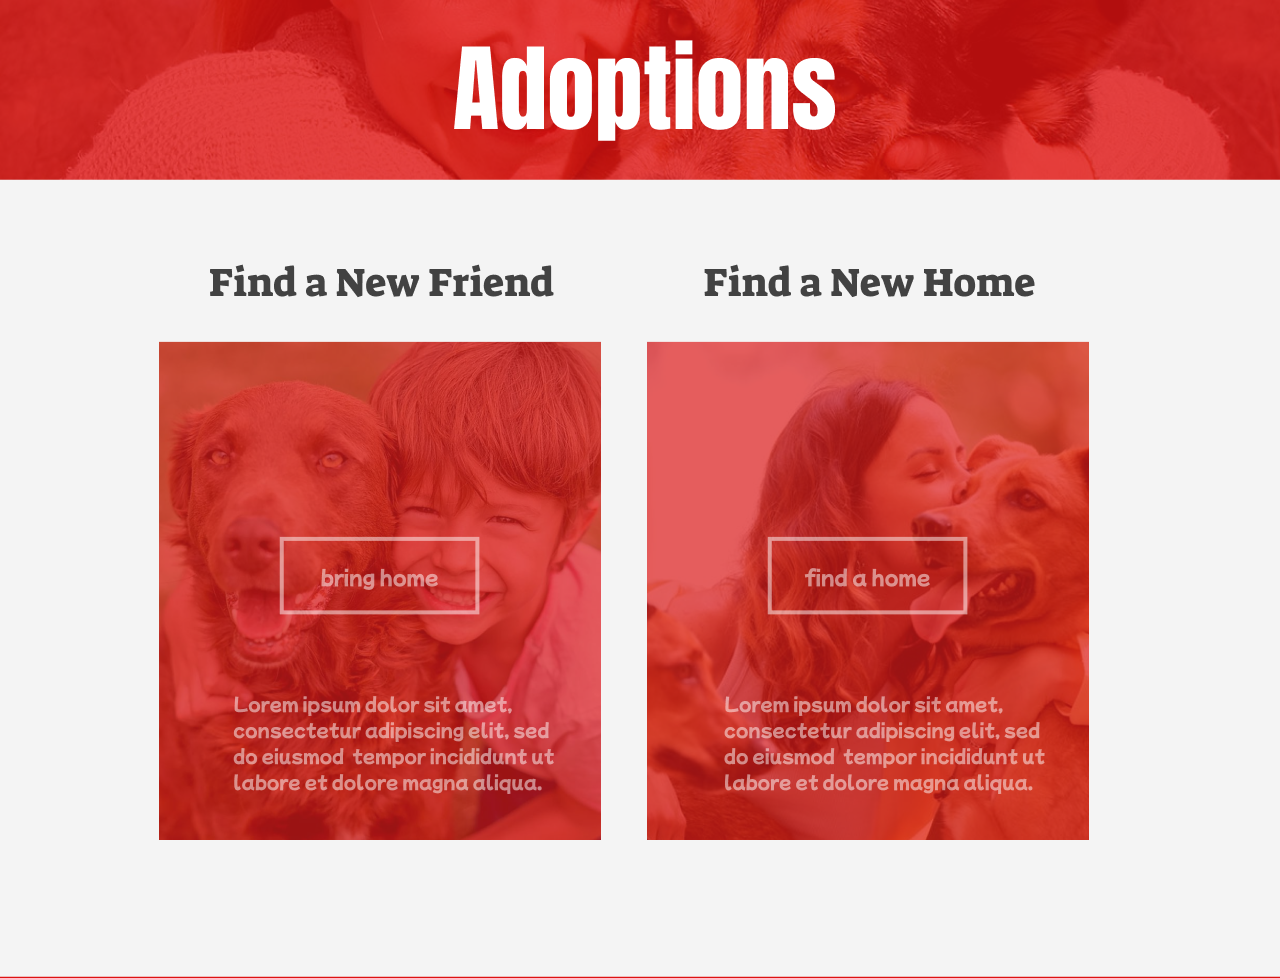 Adoptions
Find a New Friend
bring home
Lorem ipsum dolor sit amet,
consectetur adipiscing elit, sed
do eiusmod  tempor incididunt ut
labore et dolore magna aliqua.
Find a New Home
find a home
Lorem ipsum dolor sit amet,
consectetur adipiscing elit, sed
do eiusmod  tempor incididunt ut
labore et dolore magna aliqua.